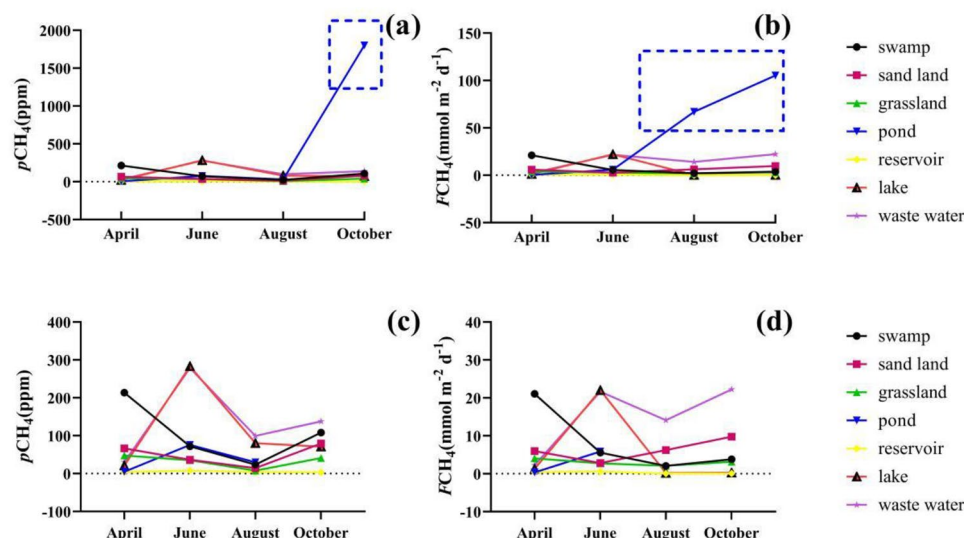 (a)
2000
1500
1000
500
0
-500
pCH₄(ppm)
April June August October
(b)
150
100
50
0
-50
FCH₄(mmol m⁻² d⁻¹)
April June August October
swamp
sand land
grassland
pond
reservoir
lake
waste water
(c)
400
300
200
100
0
-100
pCH₄(ppm)
April June August October
(d)
40
30
20
10
0
-10
FCH₄(mmol m⁻² d⁻¹)
April June August October
swamp
sand land
grassland
pond
reservoir
lake
waste water